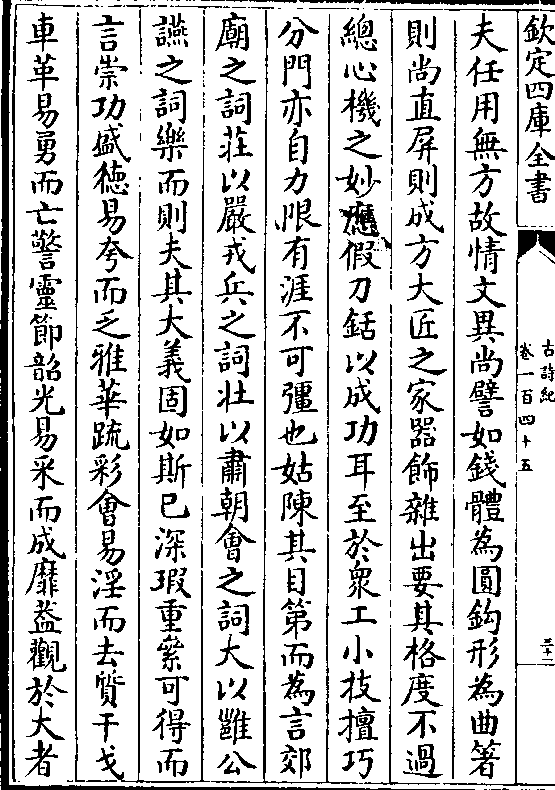 欽定四庫全書
古詩紀
卷一百四十五
三十二
夫任用無方故情文異尚譬如錢體為圓鈎形為曲箸
則尚直屏則成方大匠之家器飾雜出要其格度不過
總心機之妙應假刀鋸以成功耳至於衆工小技擅巧
分門亦自力限有涯不可彊也姑陳其目第而為言郊
廟之詞莊以嚴戎兵之詞壯以肅朝會之詞大以雝公
讌之詞樂而則夫其大義固如斯已深瑕重纇可得而
言崇功盛徳易夸而乏雅華疏彩會易淫而去質干戈
車革易勇而亡警靈節韶光易采而成靡葢觀於大者